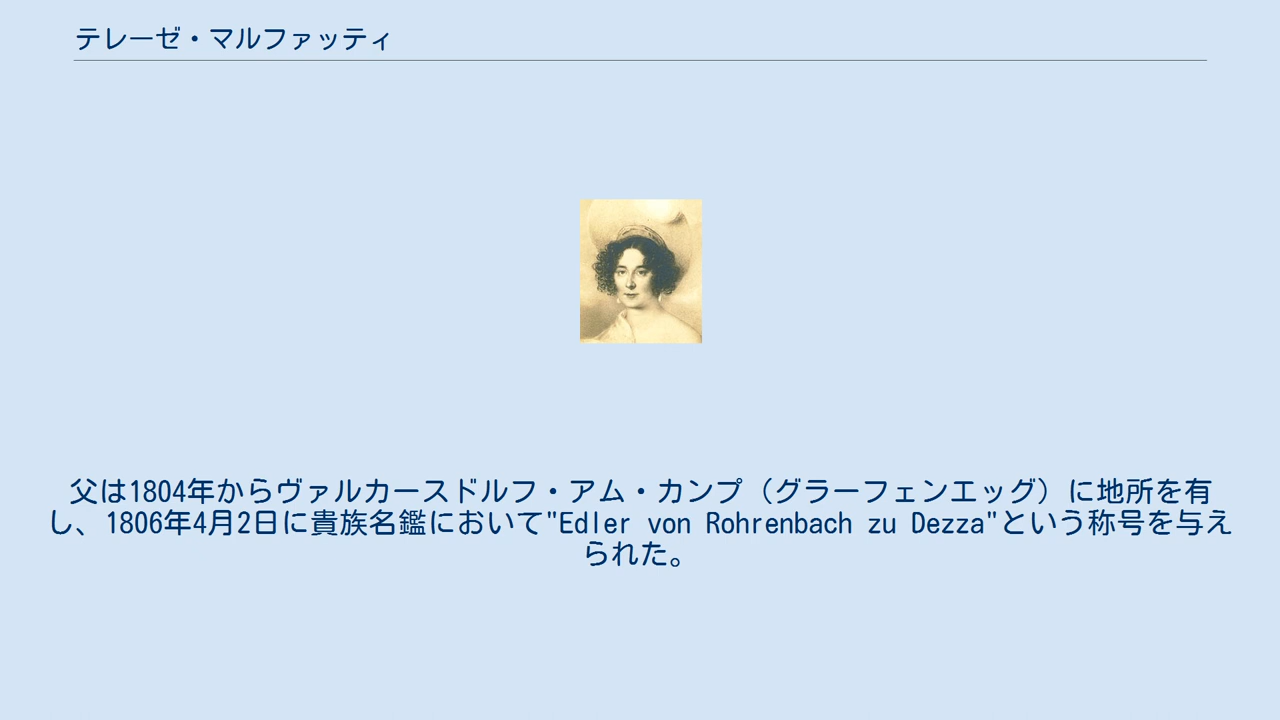 テレーゼ・マルファッティ
父は1804年からヴァルカースドルフ・アム・カンプ（グラーフェンエッグ）に地所を有
し、1806年4月2日に貴族名鑑において"Edler von Rohrenbach zu Dezza"という称号を与え
られた。